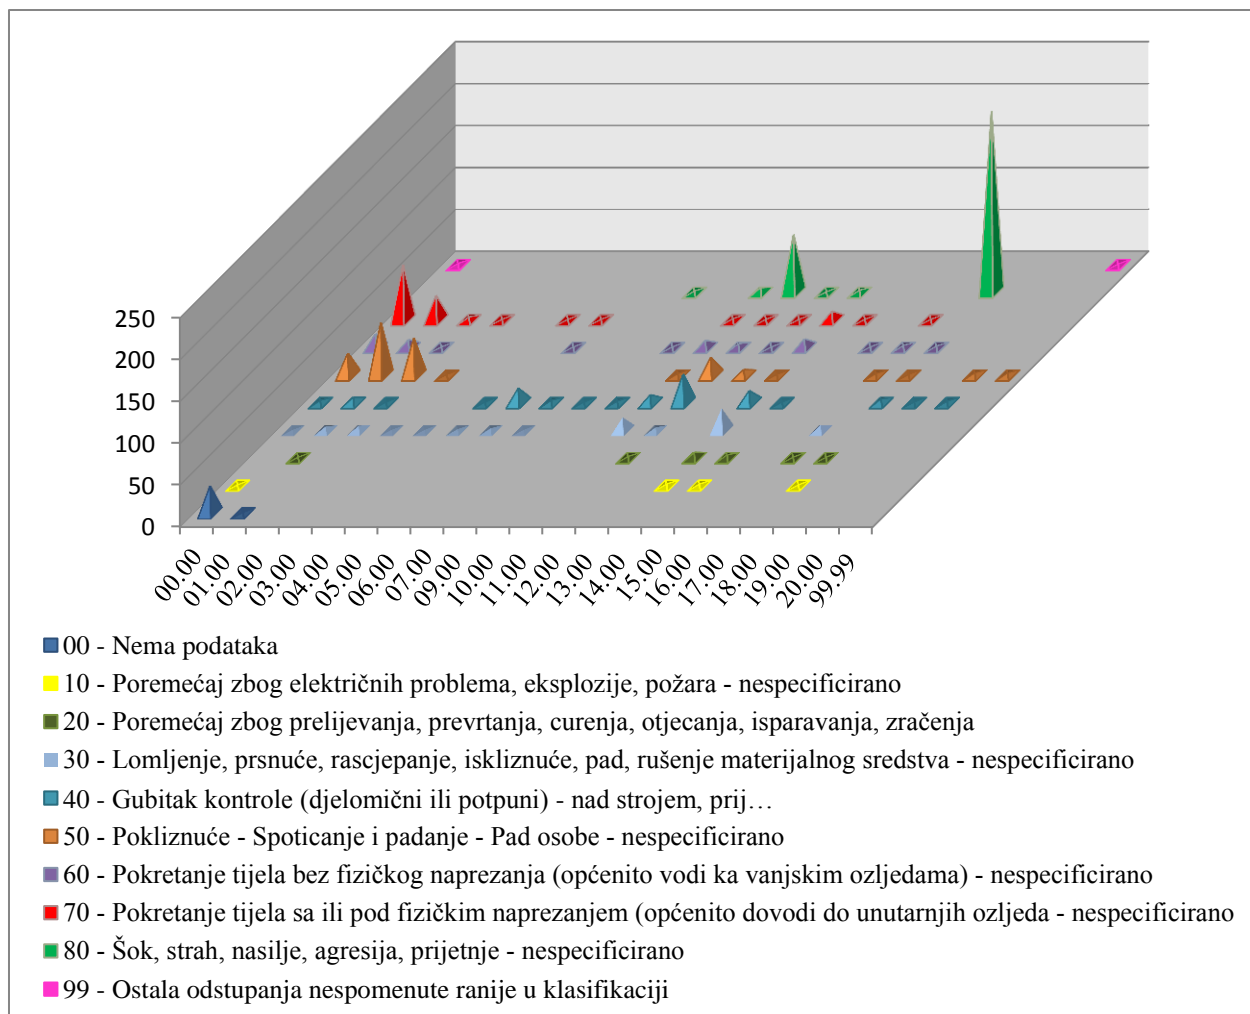 250
200
150
100
50
0
00.00
01.00
02.00
03.00
04.00
05.00
06.00
07.00
09.00
10.00
11.00
12.00
13.00
14.00
15.00
16.00
17.00
18.00
19.00
20.00
99.99
00 - Nema podataka
10 - Poremećaj zbog električnih problema, eksplozije, požara - nespecificirano
20 - Poremećaj zbog prelijevanja, prevrtanja, curenja, otjecanja, isparavanja, zračenja
30 - Lomljenje, prsnuće, rascjepanje, iskliznuće, pad, rušenje materijalnog sredstva - nespecificirano
40 - Gubitak kontrole (djelomični ili potpuni) - nad strojem, prij…
50 - Pokliznuće - Spoticanje i padanje - Pad osobe - nespecificirano
60 - Pokretanje tijela bez fizičkog naprezanja (općenito vodi ka vanjskim ozljedama) - nespecificirano
70 - Pokretanje tijela sa ili pod fizičkim naprezanjem (općenito dovodi do unutarnjih ozljeda - nespecificirano
80 - Šok, strah, nasilje, agresija, prijetnje - nespecificirano
99 - Ostala odstupanja nespomenute ranije u klasifikaciji